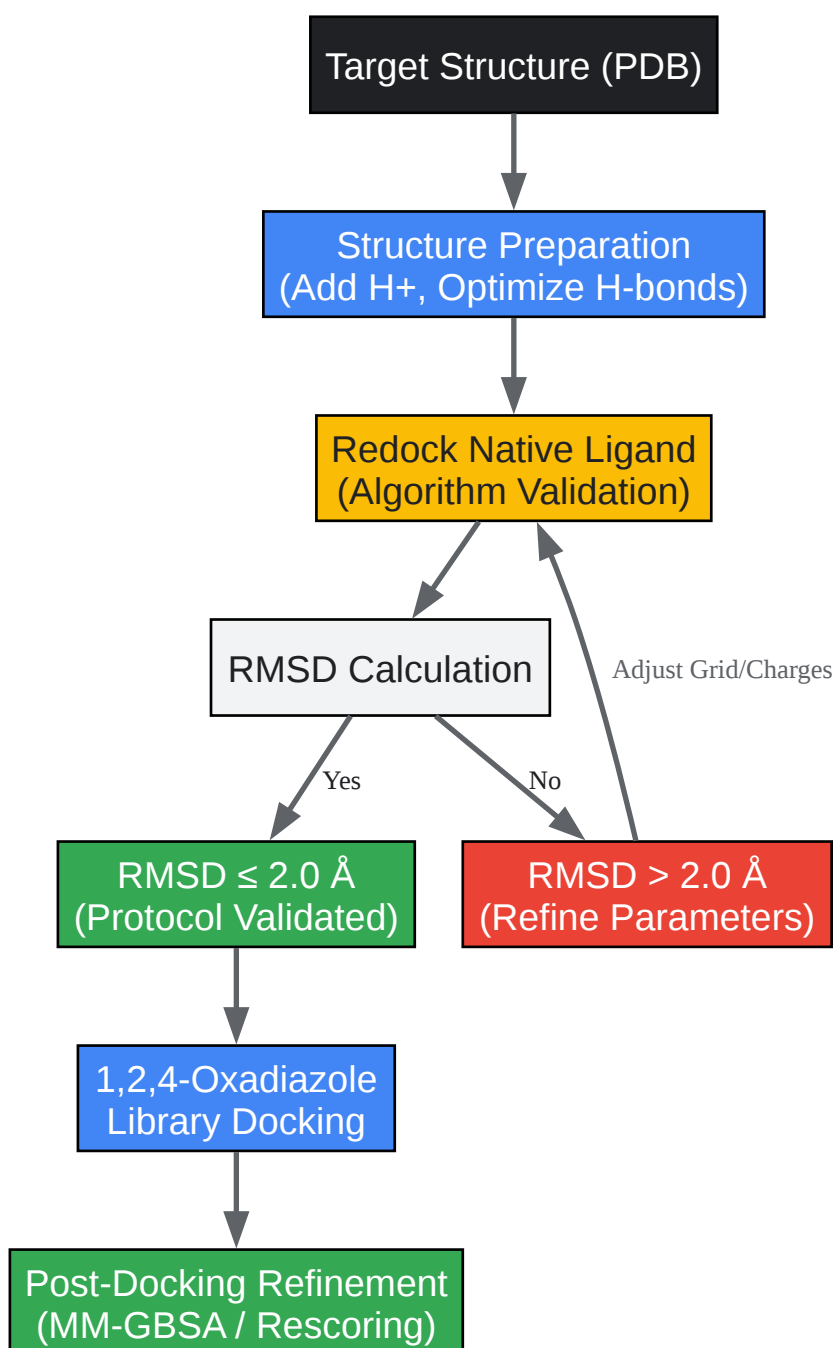 Target Structure (PDB)
Structure Preparation
(Add H+, Optimize H-bonds)
Redock Native Ligand
(Algorithm Validation)
RMSD Calculation
Adjust Grid/Charges
Yes
No
RMSD ≤ 2.0 Å
(Protocol Validated)
RMSD > 2.0 Å
(Refine Parameters)
1,2,4-Oxadiazole
Library Docking
Post-Docking Refinement
(MM-GBSA / Rescoring)